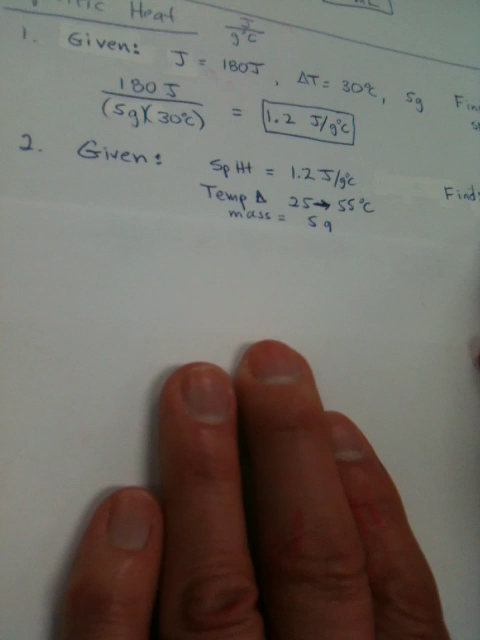 Heat J/g°C
1. Given: J = 180J, ΔT = 30°C, 5g
180 J / (5g)(30°C) = 1.2 J/g°C
2. Given: Sp Ht = 1.2 J/g°C Find:
Temp Δ 25→55°C
mass = 5g